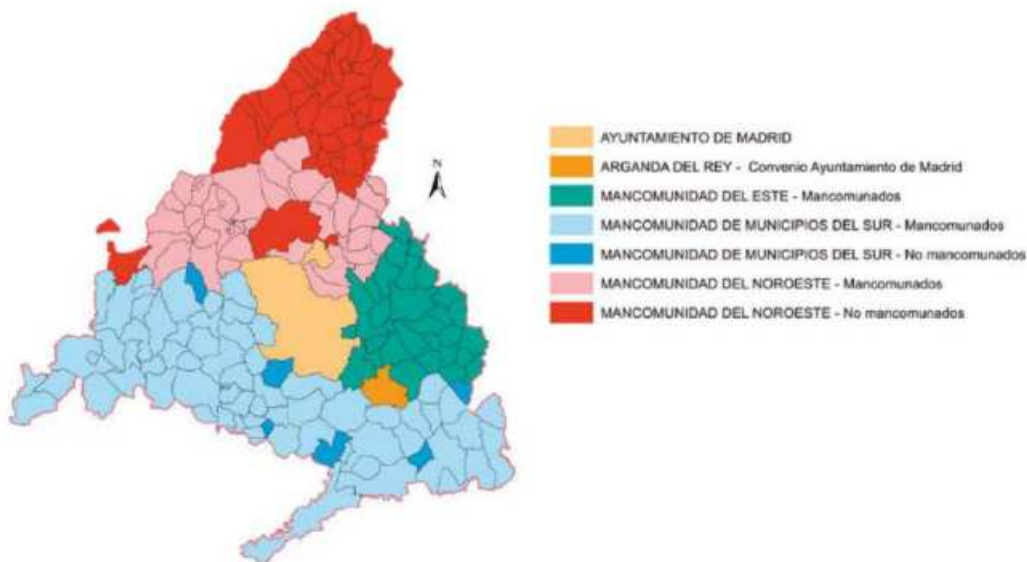 N
AYUNTAMIENTO DE MADRID
ARGANDA DEL REY - Convenio Ayuntamiento de Madrid
MANCOMUNIDAD DEL ESTE - Mancomunados
MANCOMUNIDAD DE MUNICIPIOS DEL SUR - Mancomunados
MANCOMUNIDAD DE MUNICIPIOS DEL SUR - No mancomunados
MANCOMUNIDAD DEL NOROESTE - Mancomunados
MANCOMUNIDAD DEL NOROESTE - No mancomunados